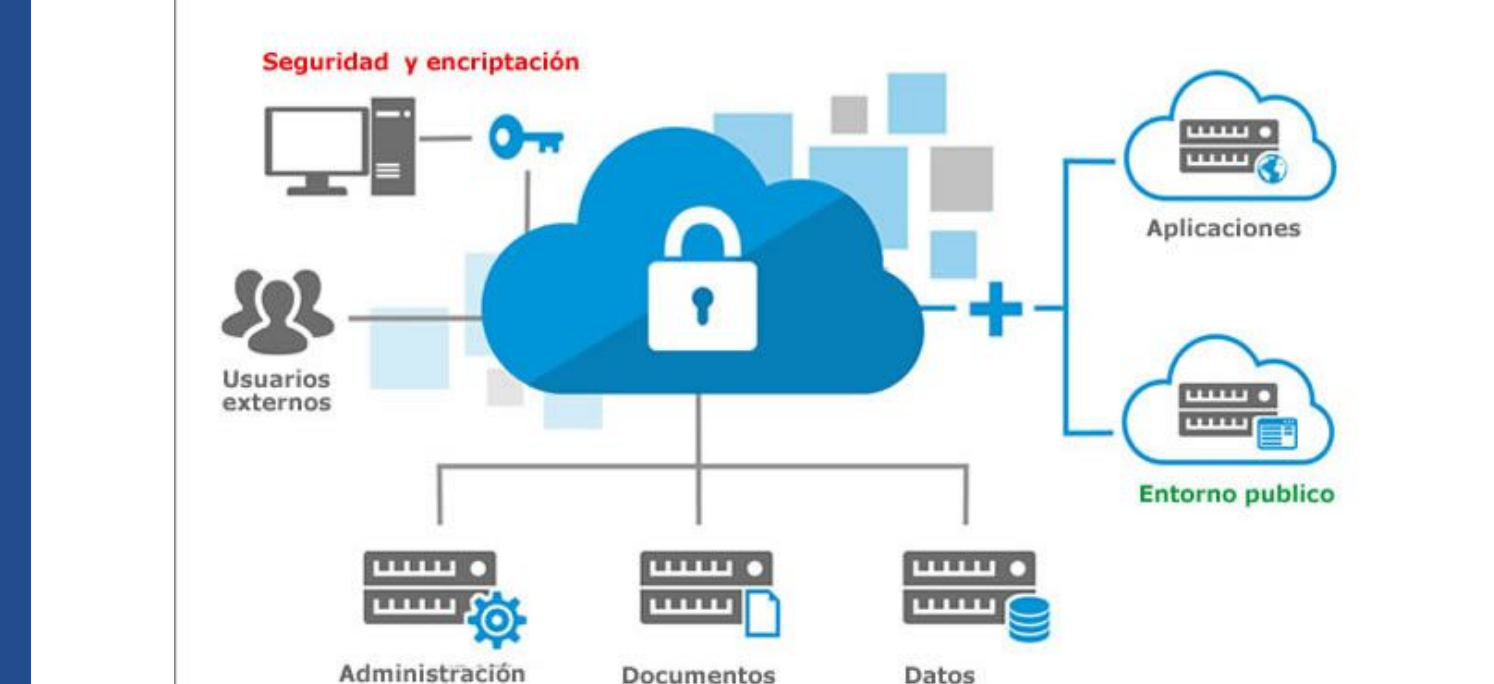 Seguridad y encriptación
Aplicaciones
Usuarios
externos
Entorno publico
Administración
Documentos
Datos